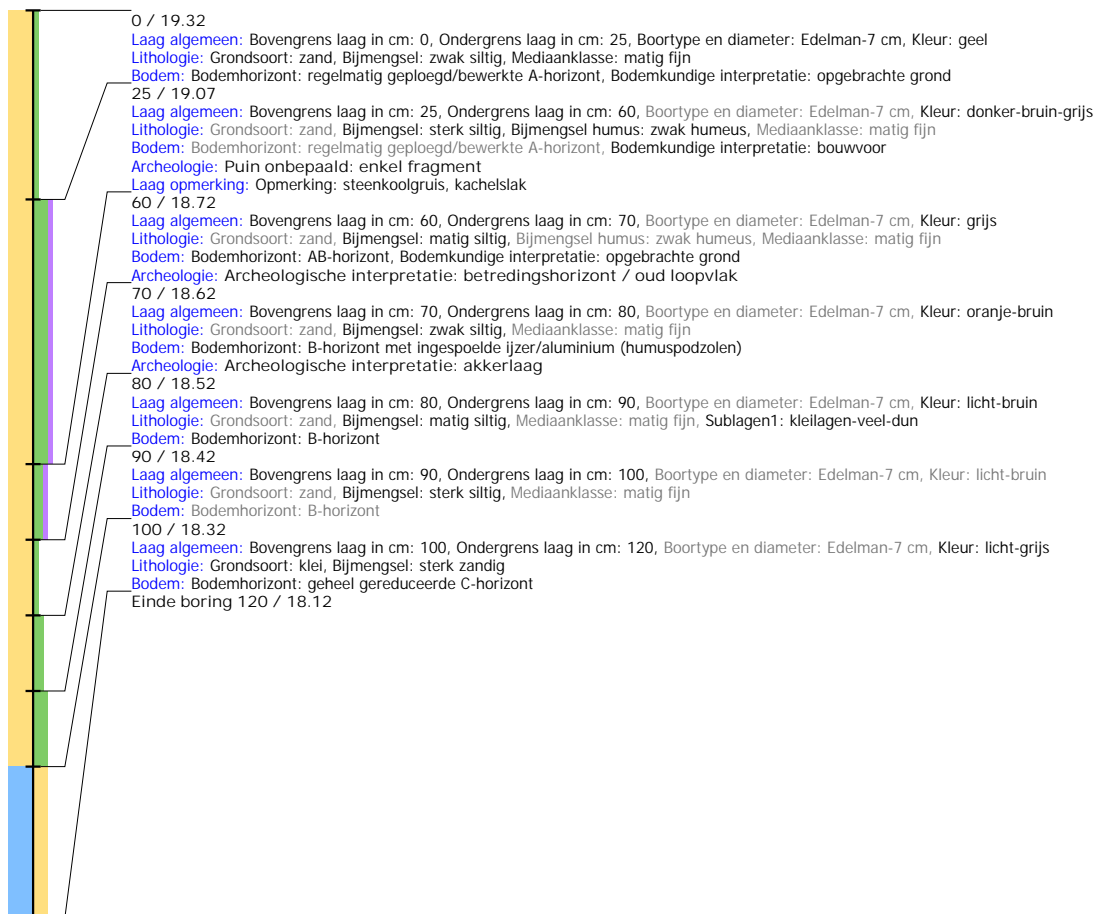 0 / 19.32
Laag algemeen: Bovengrens laag in cm: 0, Ondergrens laag in cm: 25, Boortype en diameter: Edelman-7 cm, Kleur: geel
Lithologie: Grondsoort: zand, Bijmengsel: zwak siltig, Mediaanklasse: matig fijn
Bodem: Bodemhorizont: regelmatig geploegd/bewerkte A-horizont, Bodemkundige interpretatie: opgebrachte grond
25 / 19.07
Laag algemeen: Bovengrens laag in cm: 25, Ondergrens laag in cm: 60, Boortype en diameter: Edelman-7 cm, Kleur: donker-bruin-grijs
Lithologie: Grondsoort: zand, Bijmengsel: sterk siltig, Bijmengsel humus: zwak humeus, Mediaanklasse: matig fijn
Bodem: Bodemhorizont: regelmatig geploegd/bewerkte A-horizont, Bodemkundige interpretatie: bouwvoor
Archeologie: Puin onbepaald: enkel fragment
Laag opmerking: Opmerking: steenkoolgruis, kachelslak
60 / 18.72
Laag algemeen: Bovengrens laag in cm: 60, Ondergrens laag in cm: 70, Boortype en diameter: Edelman-7 cm, Kleur: grijs
Lithologie: Grondsoort: zand, Bijmengsel: matig siltig, Bijmengsel humus: zwak humeus, Mediaanklasse: matig fijn
Bodem: Bodemhorizont: AB-horizont, Bodemkundige interpretatie: opgebrachte grond
Archeologie: Archeologische interpretatie: betredingshorizont / oud loopvlak
70 / 18.62
Laag algemeen: Bovengrens laag in cm: 70, Ondergrens laag in cm: 80, Boortype en diameter: Edelman-7 cm, Kleur: oranje-bruin
Lithologie: Grondsoort: zand, Bijmengsel: zwak siltig, Mediaanklasse: matig fijn
Bodem: Bodemhorizont: B-horizont met ingespoelde ijzer/aluminium (humuspodzolen)
Archeologie: Archeologische interpretatie: akkerlaag
80 / 18.52
Laag algemeen: Bovengrens laag in cm: 80, Ondergrens laag in cm: 90, Boortype en diameter: Edelman-7 cm, Kleur: licht-bruin
Lithologie: Grondsoort: zand, Bijmengsel: matig siltig, Mediaanklasse: matig fijn, Sublagen1: kleilagen-veel-dun
Bodem: Bodemhorizont: B-horizont
90 / 18.42
Laag algemeen: Bovengrens laag in cm: 90, Ondergrens laag in cm: 100, Boortype en diameter: Edelman-7 cm, Kleur: licht-bruin
Lithologie: Grondsoort: zand, Bijmengsel: sterk siltig, Mediaanklasse: matig fijn
Bodem: Bodemhorizont: B-horizont
100 / 18.32
Laag algemeen: Bovengrens laag in cm: 100, Ondergrens laag in cm: 120, Boortype en diameter: Edelman-7 cm, Kleur: licht-grijs
Lithologie: Grondsoort: klei, Bijmengsel: sterk zandig
Bodem: Bodemhorizont: geheel gereduceerde C-horizont
Einde boring 120 / 18.12